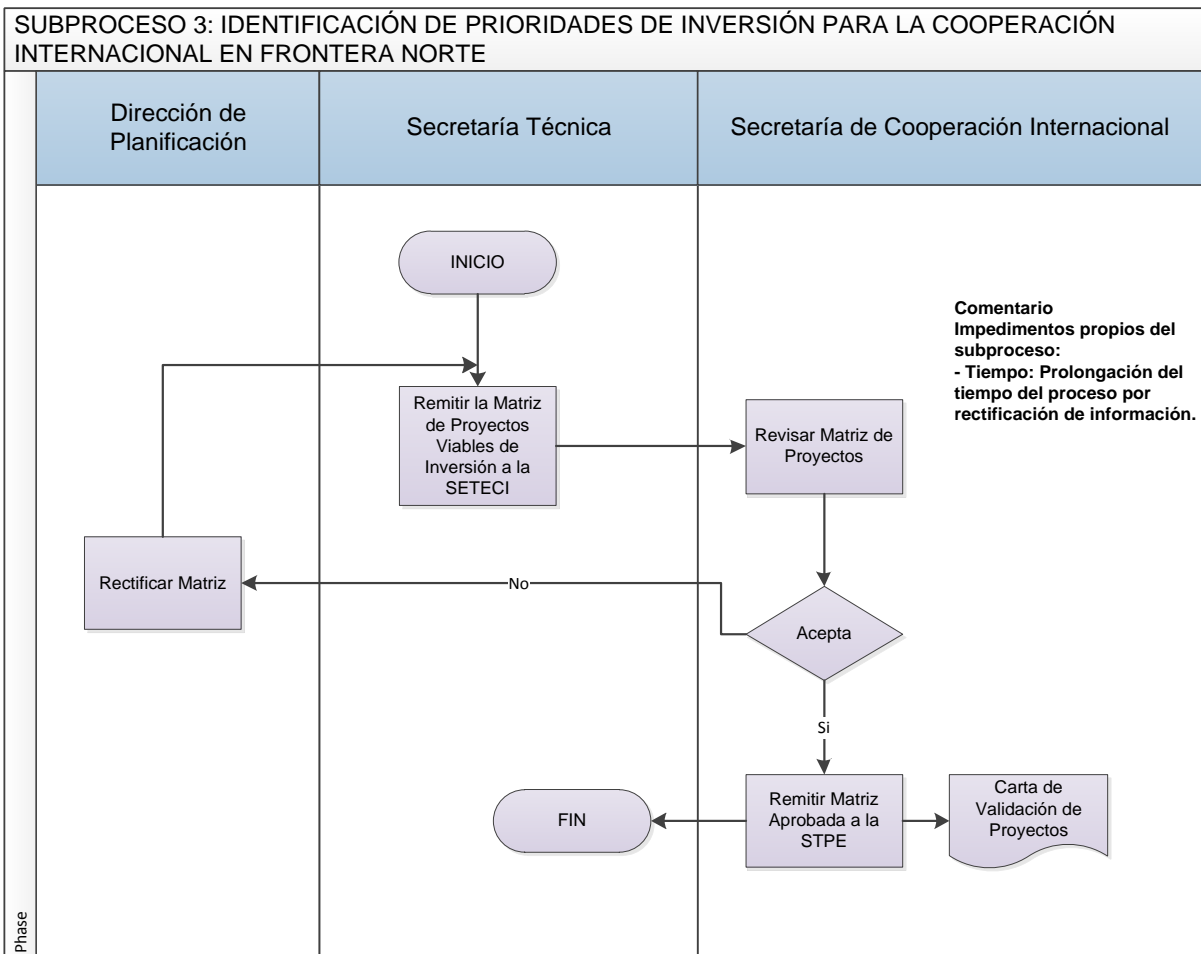 SUBPROCESO 3: IDENTIFICACIÓN DE PRIORIDADES DE INVERSIÓN PARA LA COOPERACIÓN
INTERNACIONAL EN FRONTERA NORTE
Dirección de
Planificación
Secretaría Técnica
Secretaría de Cooperación Internacional
INICIO
Comentario
Impedimentos propios del
subproceso:
- Tiempo: Prolongación del
tiempo del proceso por
rectificación de información.
Remitir la Matriz
de Proyectos
Viables de
Inversión a la
SETECI
Revisar Matriz de
Proyectos
Rectificar Matriz
No
Acepta
Si
FIN
Remitir Matriz
Aprobada a la
STPE
Carta de
Validación de
Proyectos
Phase